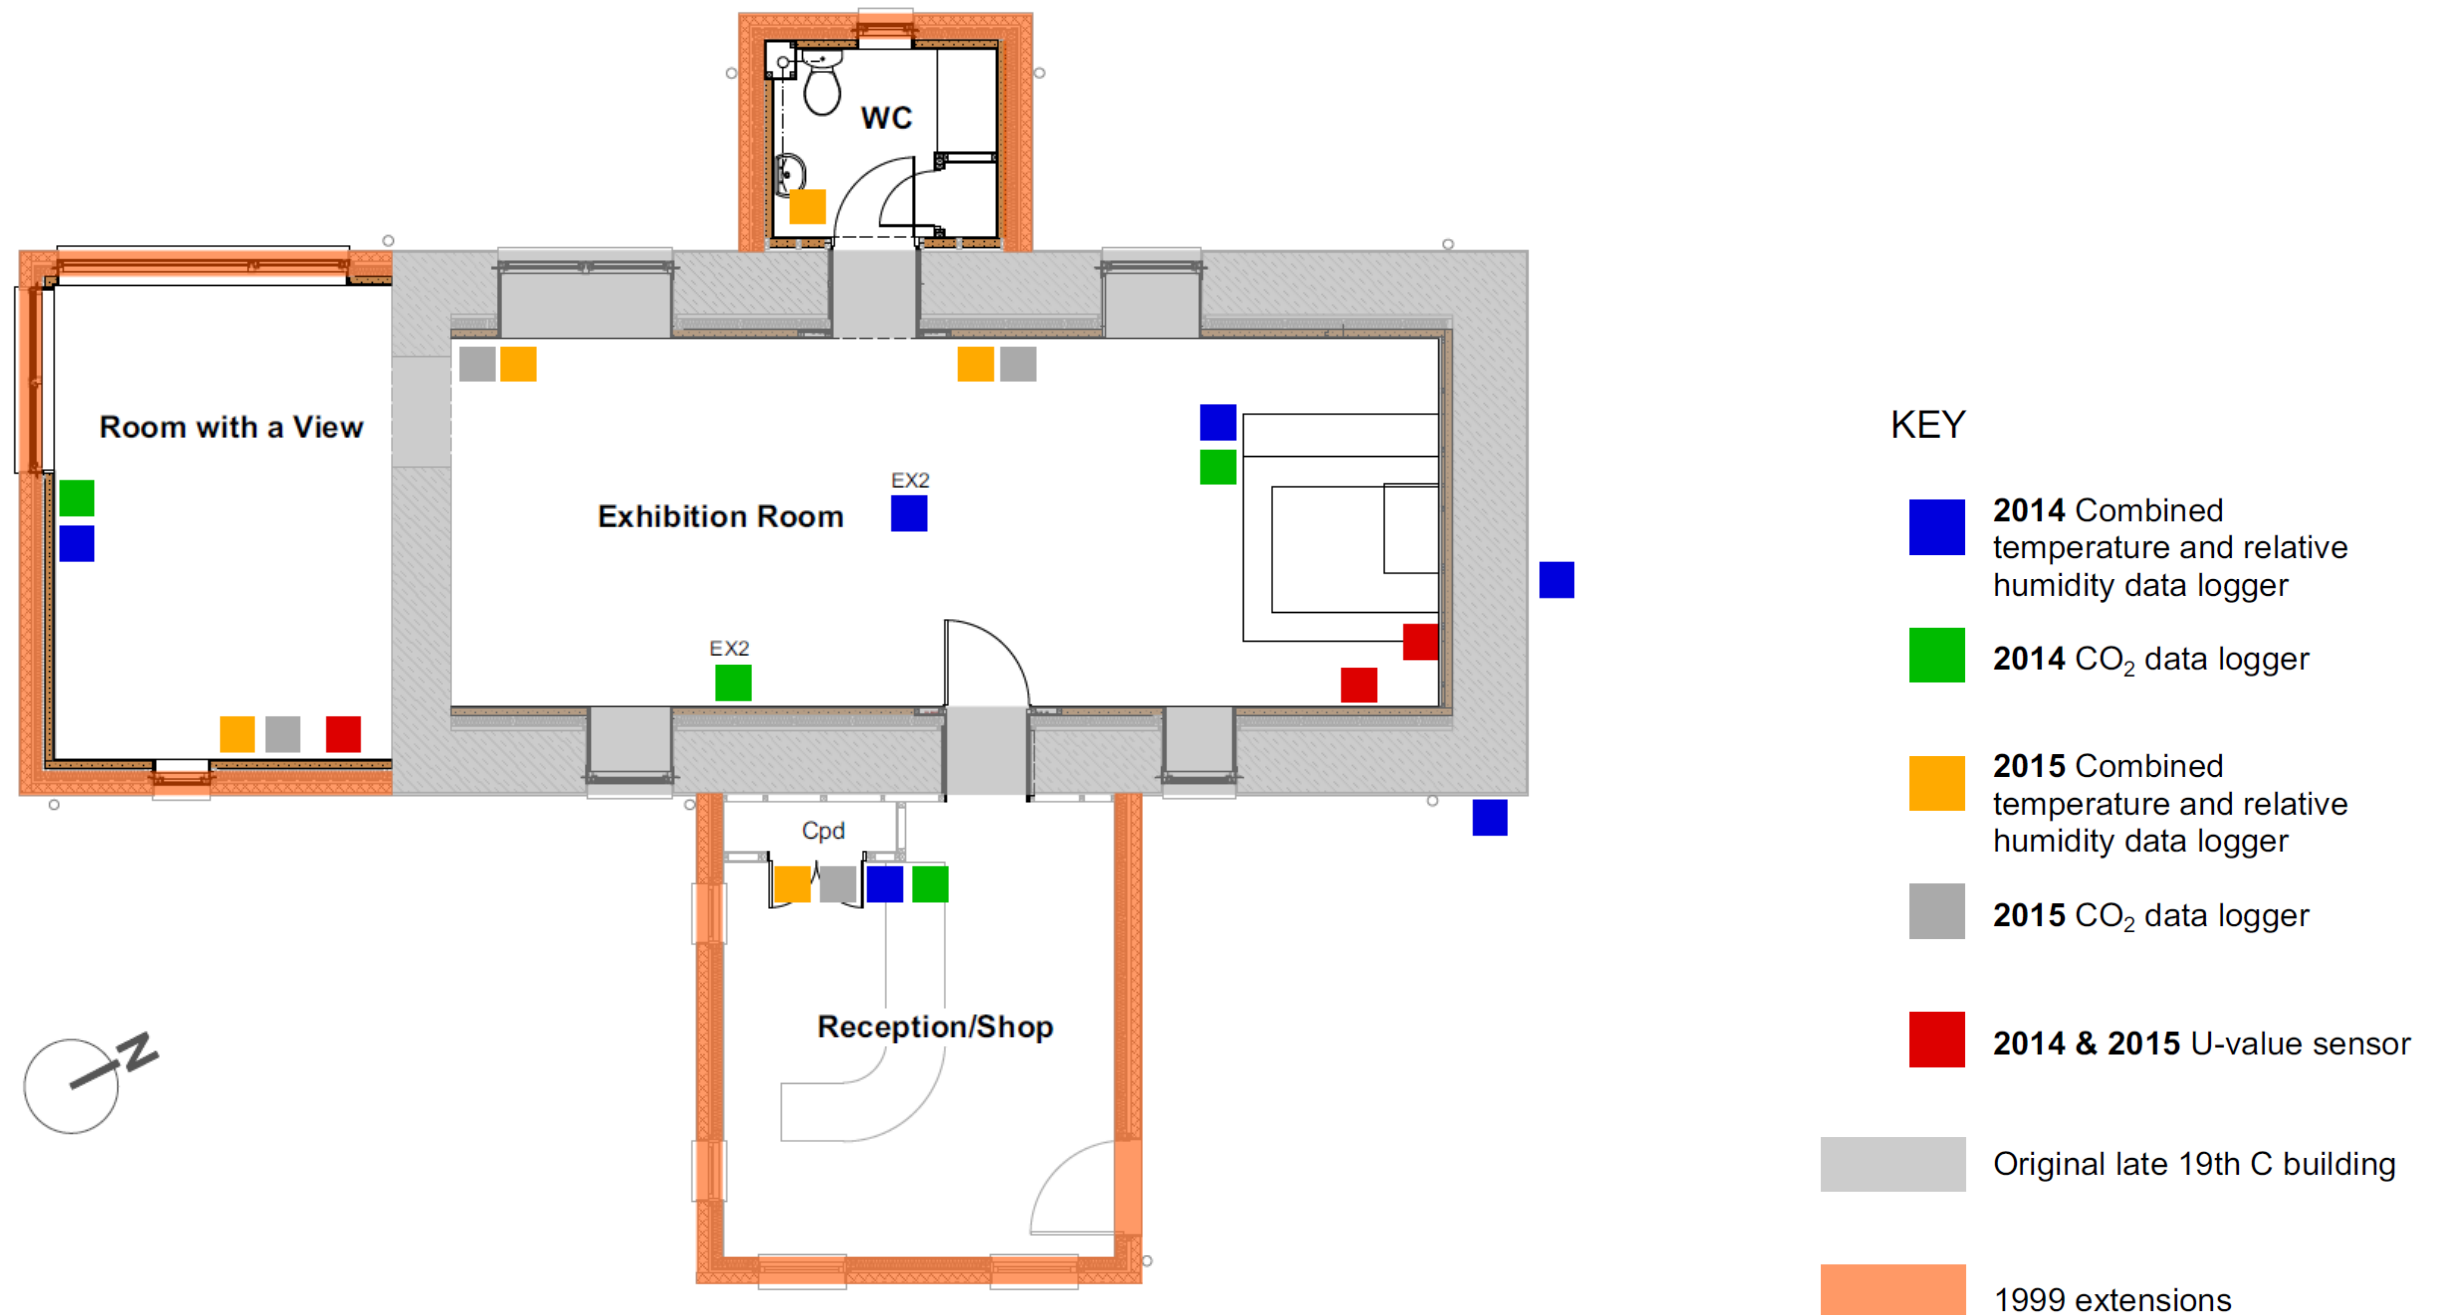 WC
Room with a View
EX2
Exhibition Room
EX2
Cpd
Reception/Shop
N
KEY
2014 Combined
temperature and relative
humidity data logger
2014 CO₂ data logger
2015 Combined
temperature and relative
humidity data logger
2015 CO₂ data logger
2014 & 2015 U-value sensor
Original late 19th C building
1999 extensions